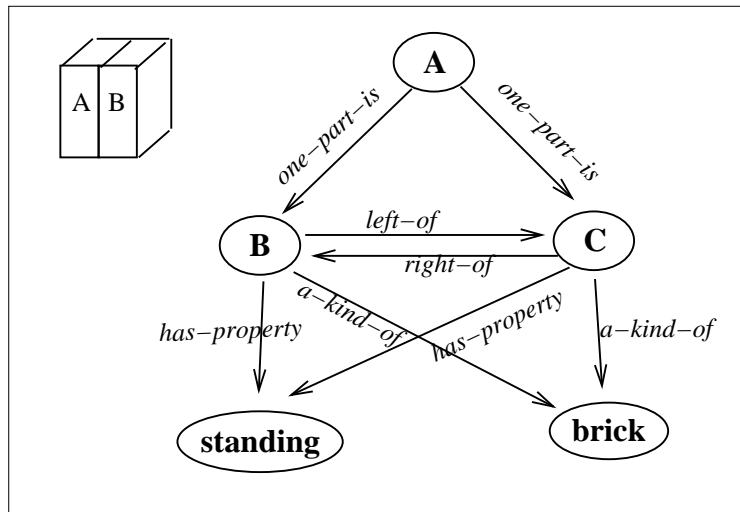 A
A B
one-part-is one-part-is
B left-of C
right-of
has-property a-kind-of has-property a-kind-of
standing brick